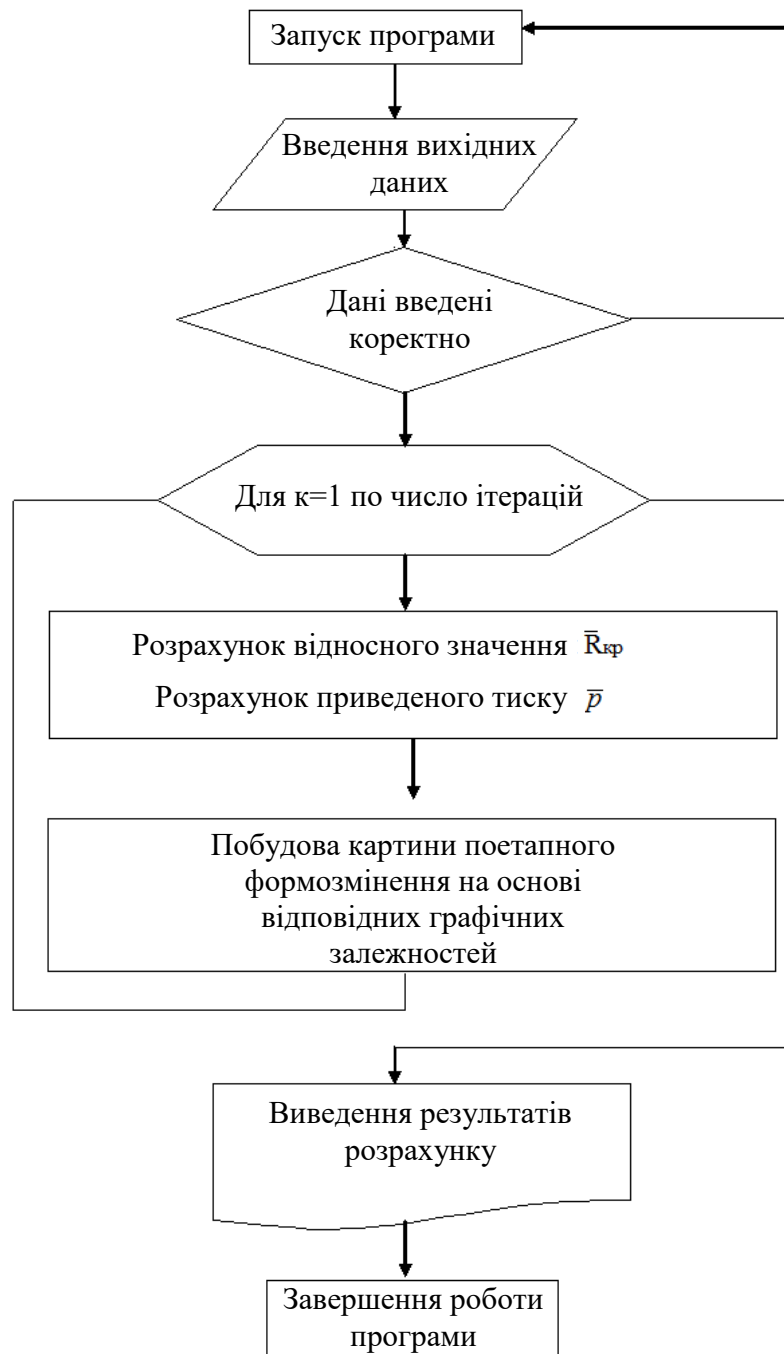 Запуск програми
Введення вихідних
даних
Дані введені
коректно
Для к=1 по число ітерацій
Розрахунок відносного значення R̅кр
Розрахунок приведеного тиску p̅
Побудова картини поетапного
формозмінення на основі
відповідних графічних
залежностей
Виведення результатів
розрахунку
Завершення роботи
програми